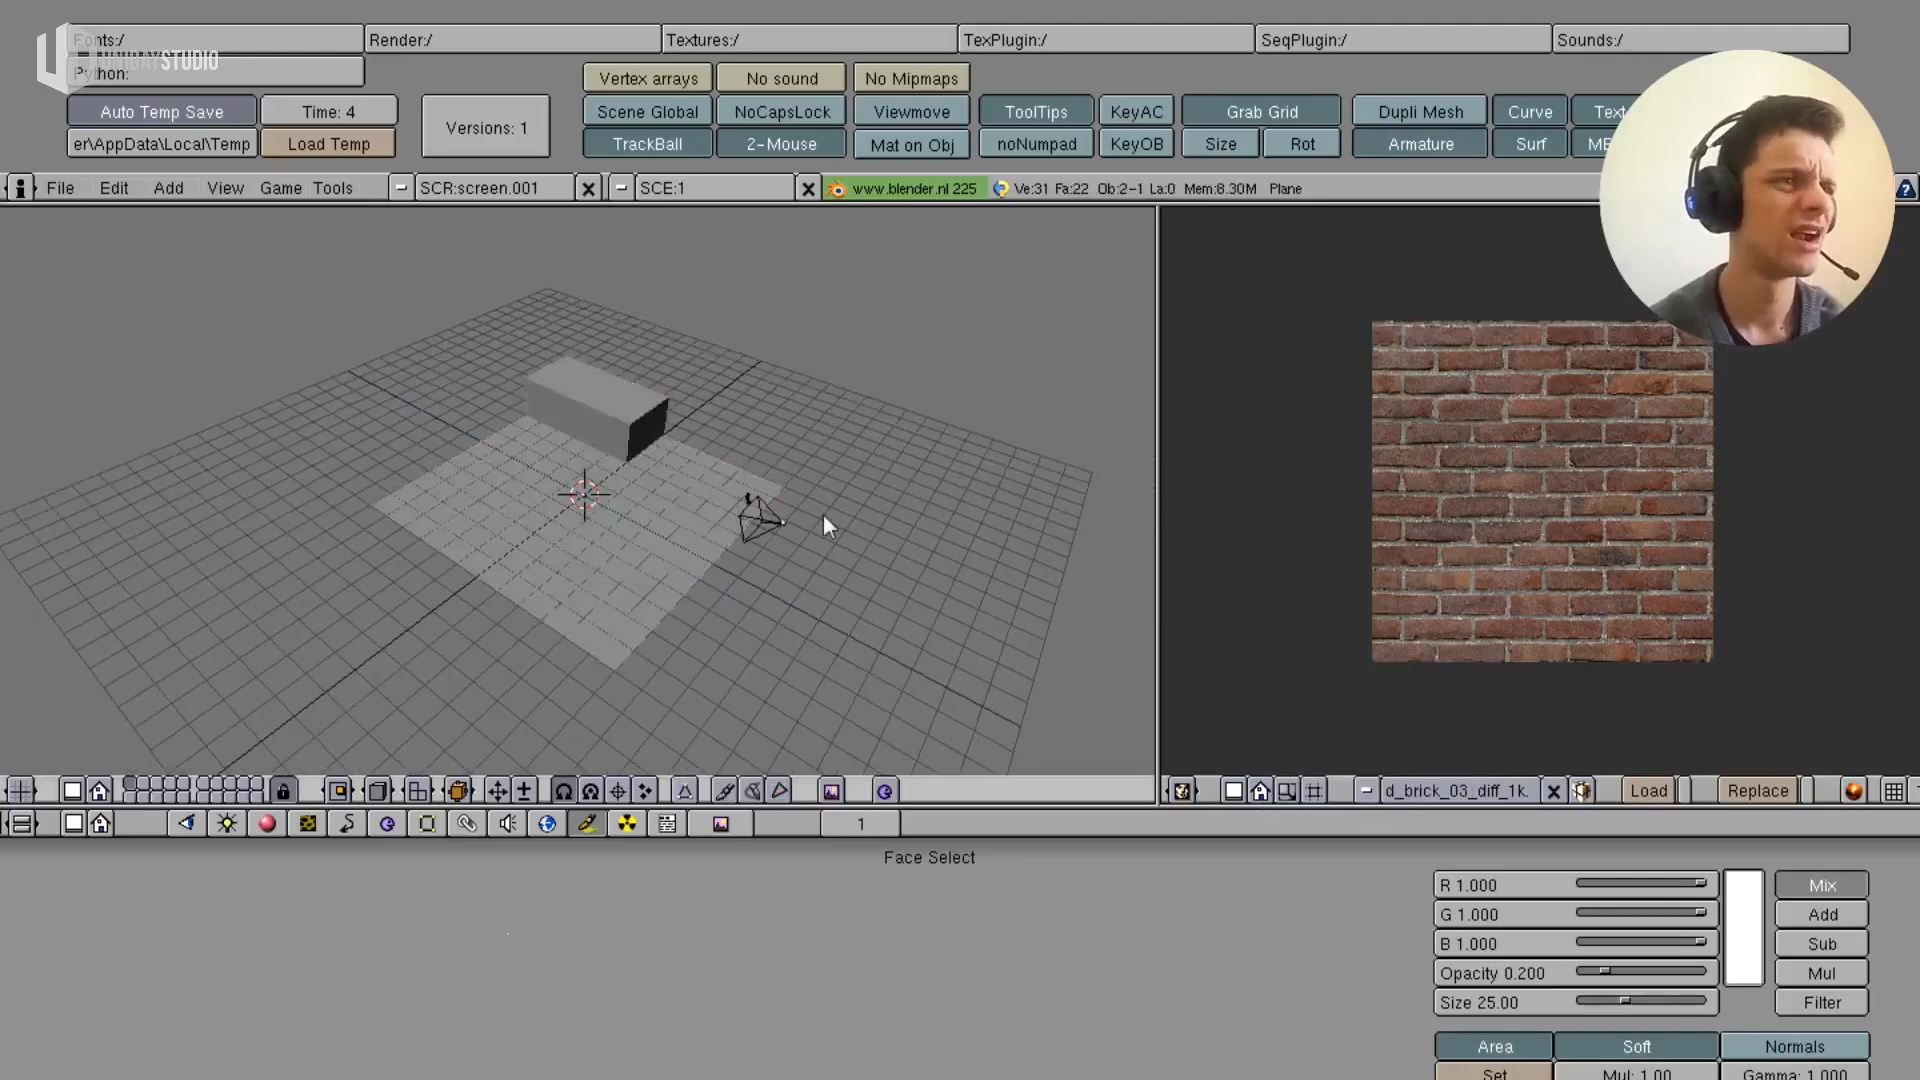 Fonts:/
Render:/
Textures:/
TexPlugin:/
SeqPlugin:/
Sounds:/
UNIDAYSTUDIO
Python:
Vertex arrays
No sound
No Mipmaps
Auto Temp Save
Time: 4
Versions: 1
Scene Global
NoCapsLock
Viewmove
ToolTips
KeyAC
Grab Grid
Dupli Mesh
Curve
er\AppData\Local\Temp
Load Temp
TrackBall
2-Mouse
Mat on Obj
noNumpad
KeyOB
Size
Rot
Armature
Surf
File
Edit
Add
View
Game
Tools
SCR:screen.001
SCE:1
www.blender.nl 225
Ve:31 Fa:22 Ob:2-1 La:0 Mem:8.30M Plane
?
d_brick_03_diff_1k.
Load
Replace
1
Face Select
R 1.000
Mix
G 1.000
Add
B 1.000
Sub
Opacity 0.200
Mul
Size 25.00
Filter
Area
Soft
Normals
Set
Mul: 1.00
Gamma: 1.000